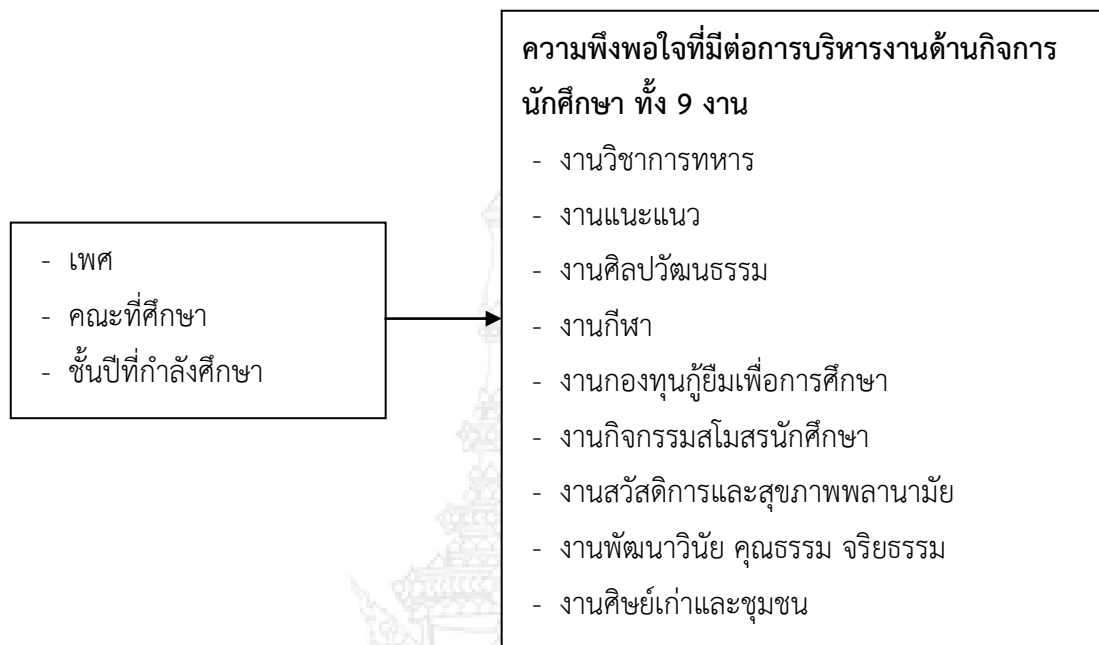 - เพศ
- คณะที่ศึกษา
- ชั้นปีที่กำลังศึกษา
ความพึงพอใจที่มีต่อการบริหารงานด้านกิจการ
นักศึกษา ทั้ง 9 งาน
- งานวิชาการทหาร
- งานแนะแนว
- งานศิลปวัฒนธรรม
- งานกีฬา
- งานกองทุนกู้ยืมเพื่อการศึกษา
- งานกิจกรรมสโมสรนักศึกษา
- งานสวัสดิการและสุขภาพพลานามัย
- งานพัฒนาวินัย คุณธรรม จริยธรรม
- งานศิษย์เก่าและชุมชน